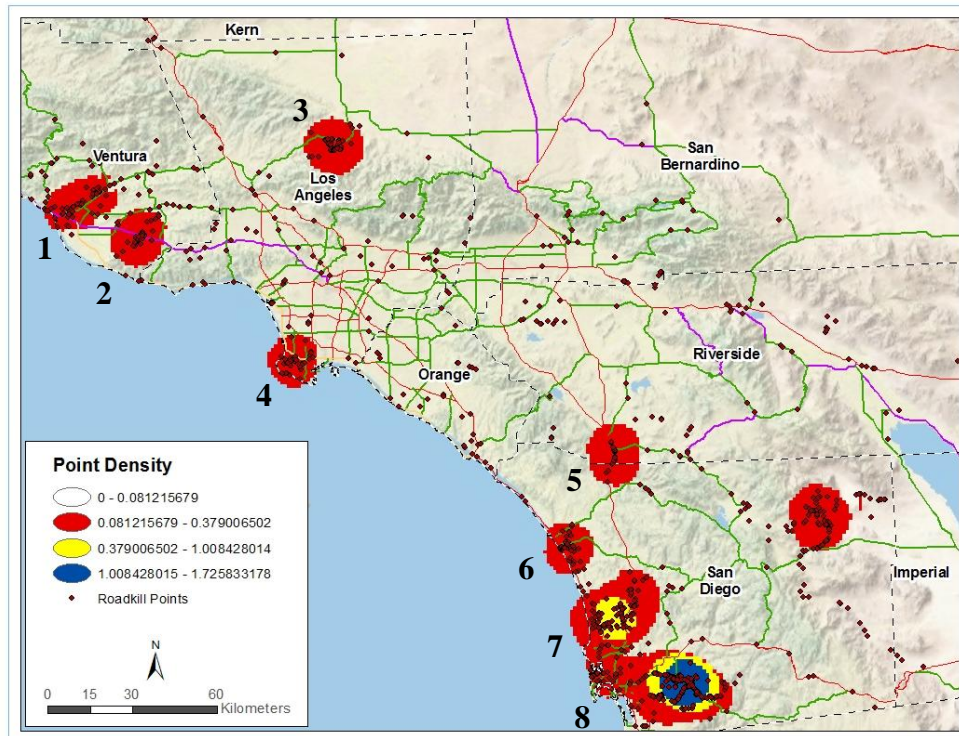 Kern
3
Ventura
San
Bernardino
Los
Angeles
1
2
Riverside
Orange
4
5
6
San
Diego
Imperial
7
8
Point Density
0 - 0.081215679
0.081215679 - 0.379006502
0.379006502 - 1.008428014
1.008428015 - 1.725833178
Roadkill Points
N
0 15 30 60
Kilometers